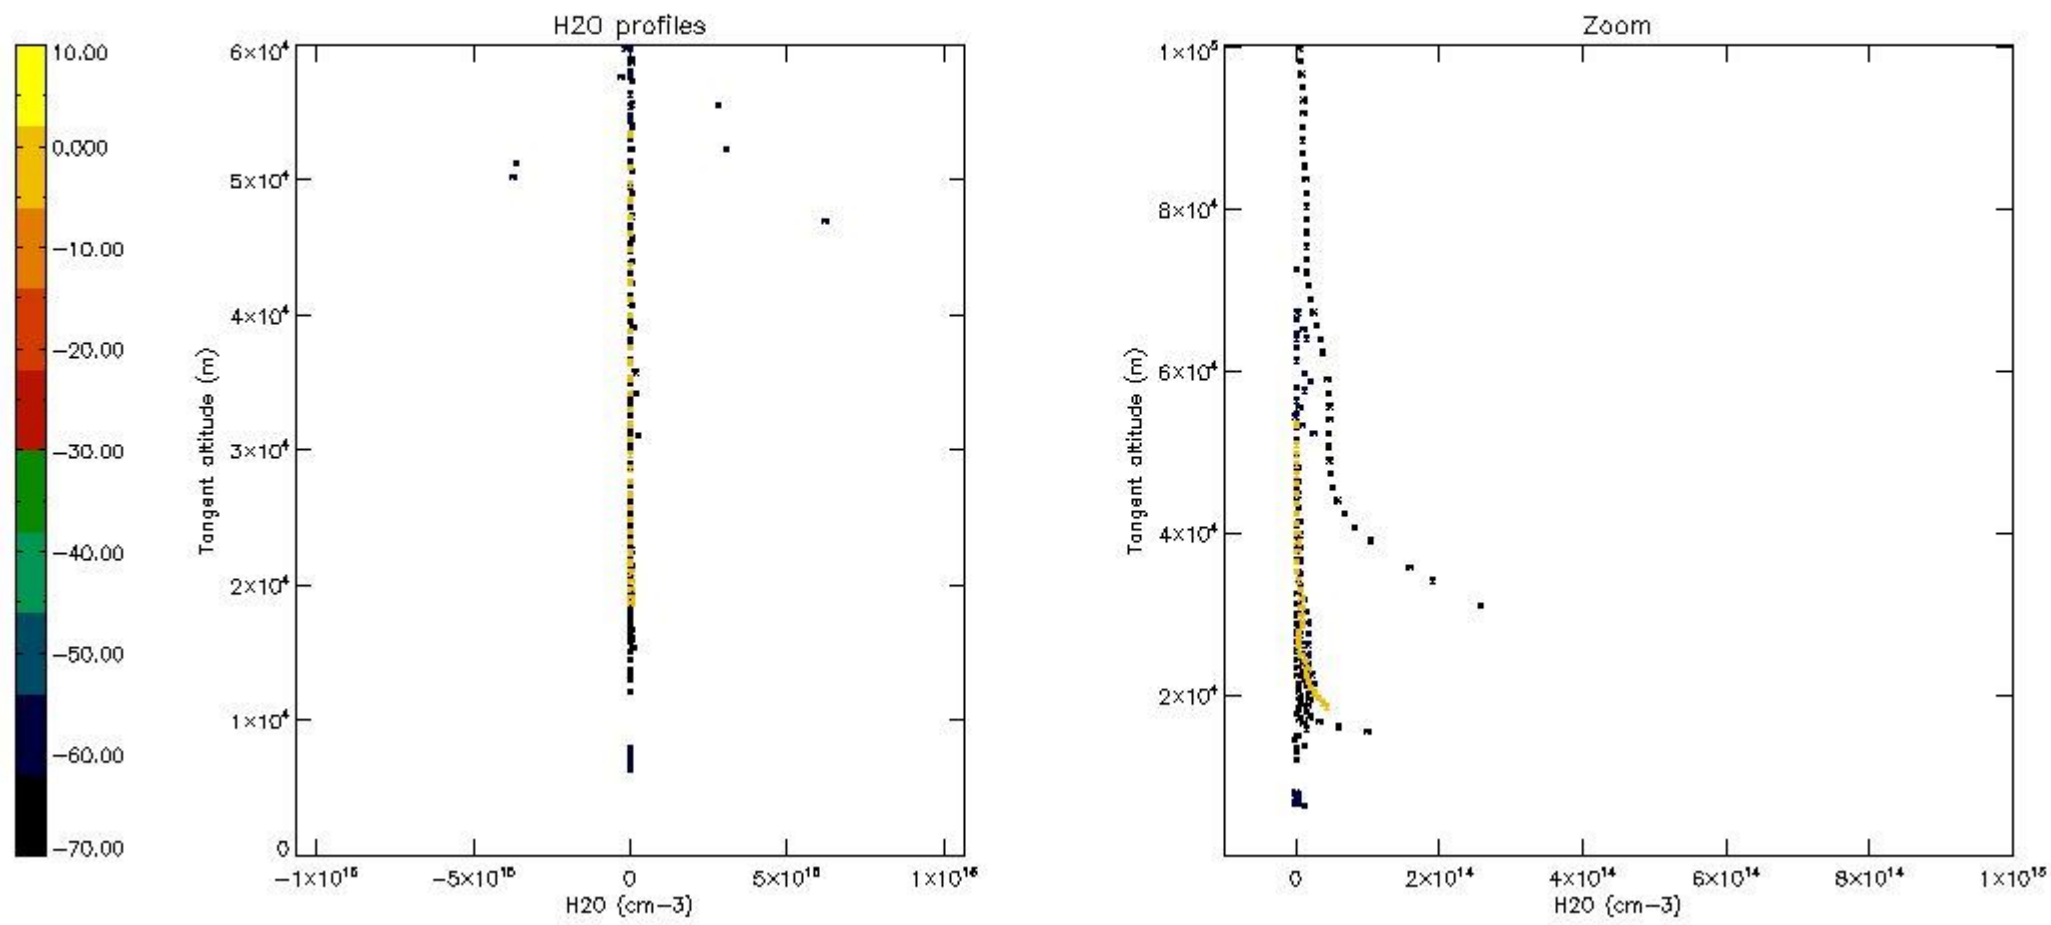 10.00
0.000
−10.00
−20.00
−30.00
−40.00
−50.00
−60.00
−70.00
H2O profiles
6×10⁴
5×10⁴
4×10⁴
3×10⁴
2×10⁴
1×10⁴
0
Tangent altitude (m)
−1×10¹⁶ −5×10¹⁵ 0 5×10¹⁵ 1×10¹⁶
H2O (cm−3)
Zoom
1×10⁵
8×10⁴
6×10⁴
4×10⁴
2×10⁴
Tangent altitude (m)
0 2×10¹⁴ 4×10¹⁴ 6×10¹⁴ 8×10¹⁴ 1×10¹⁵
H2O (cm−3)